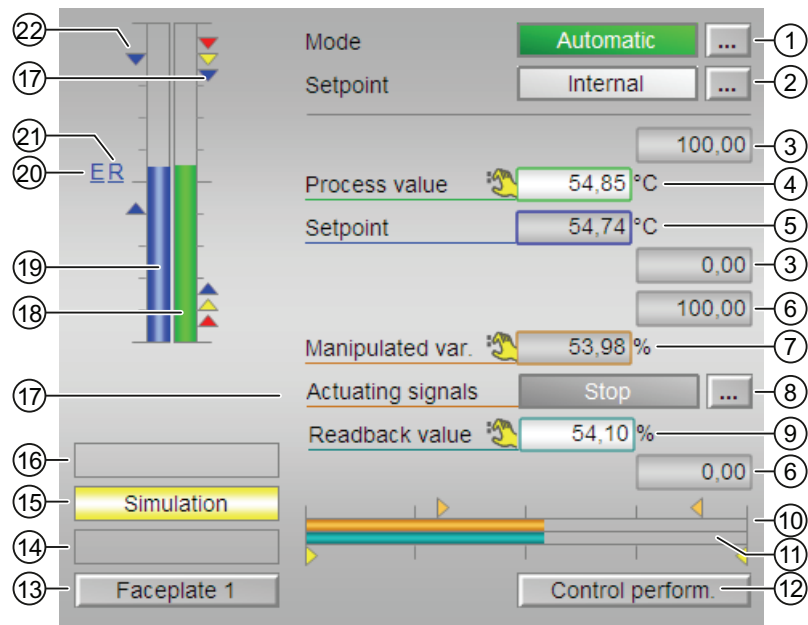 22 Mode Automatic ... 1
17 Setpoint Internal ... 2
100,00 3
21
20 E R Process value 54,85 °C 4
Setpoint 54,74 °C 5
19 0,00 3
18 100,00 6
Manipulated var. 53,98 % 7
17 Actuating signals Stop ... 8
Readback value 54,10 % 9
16 0,00 6
15 Simulation 10
14 11
13 Faceplate 1 Control perform. 12